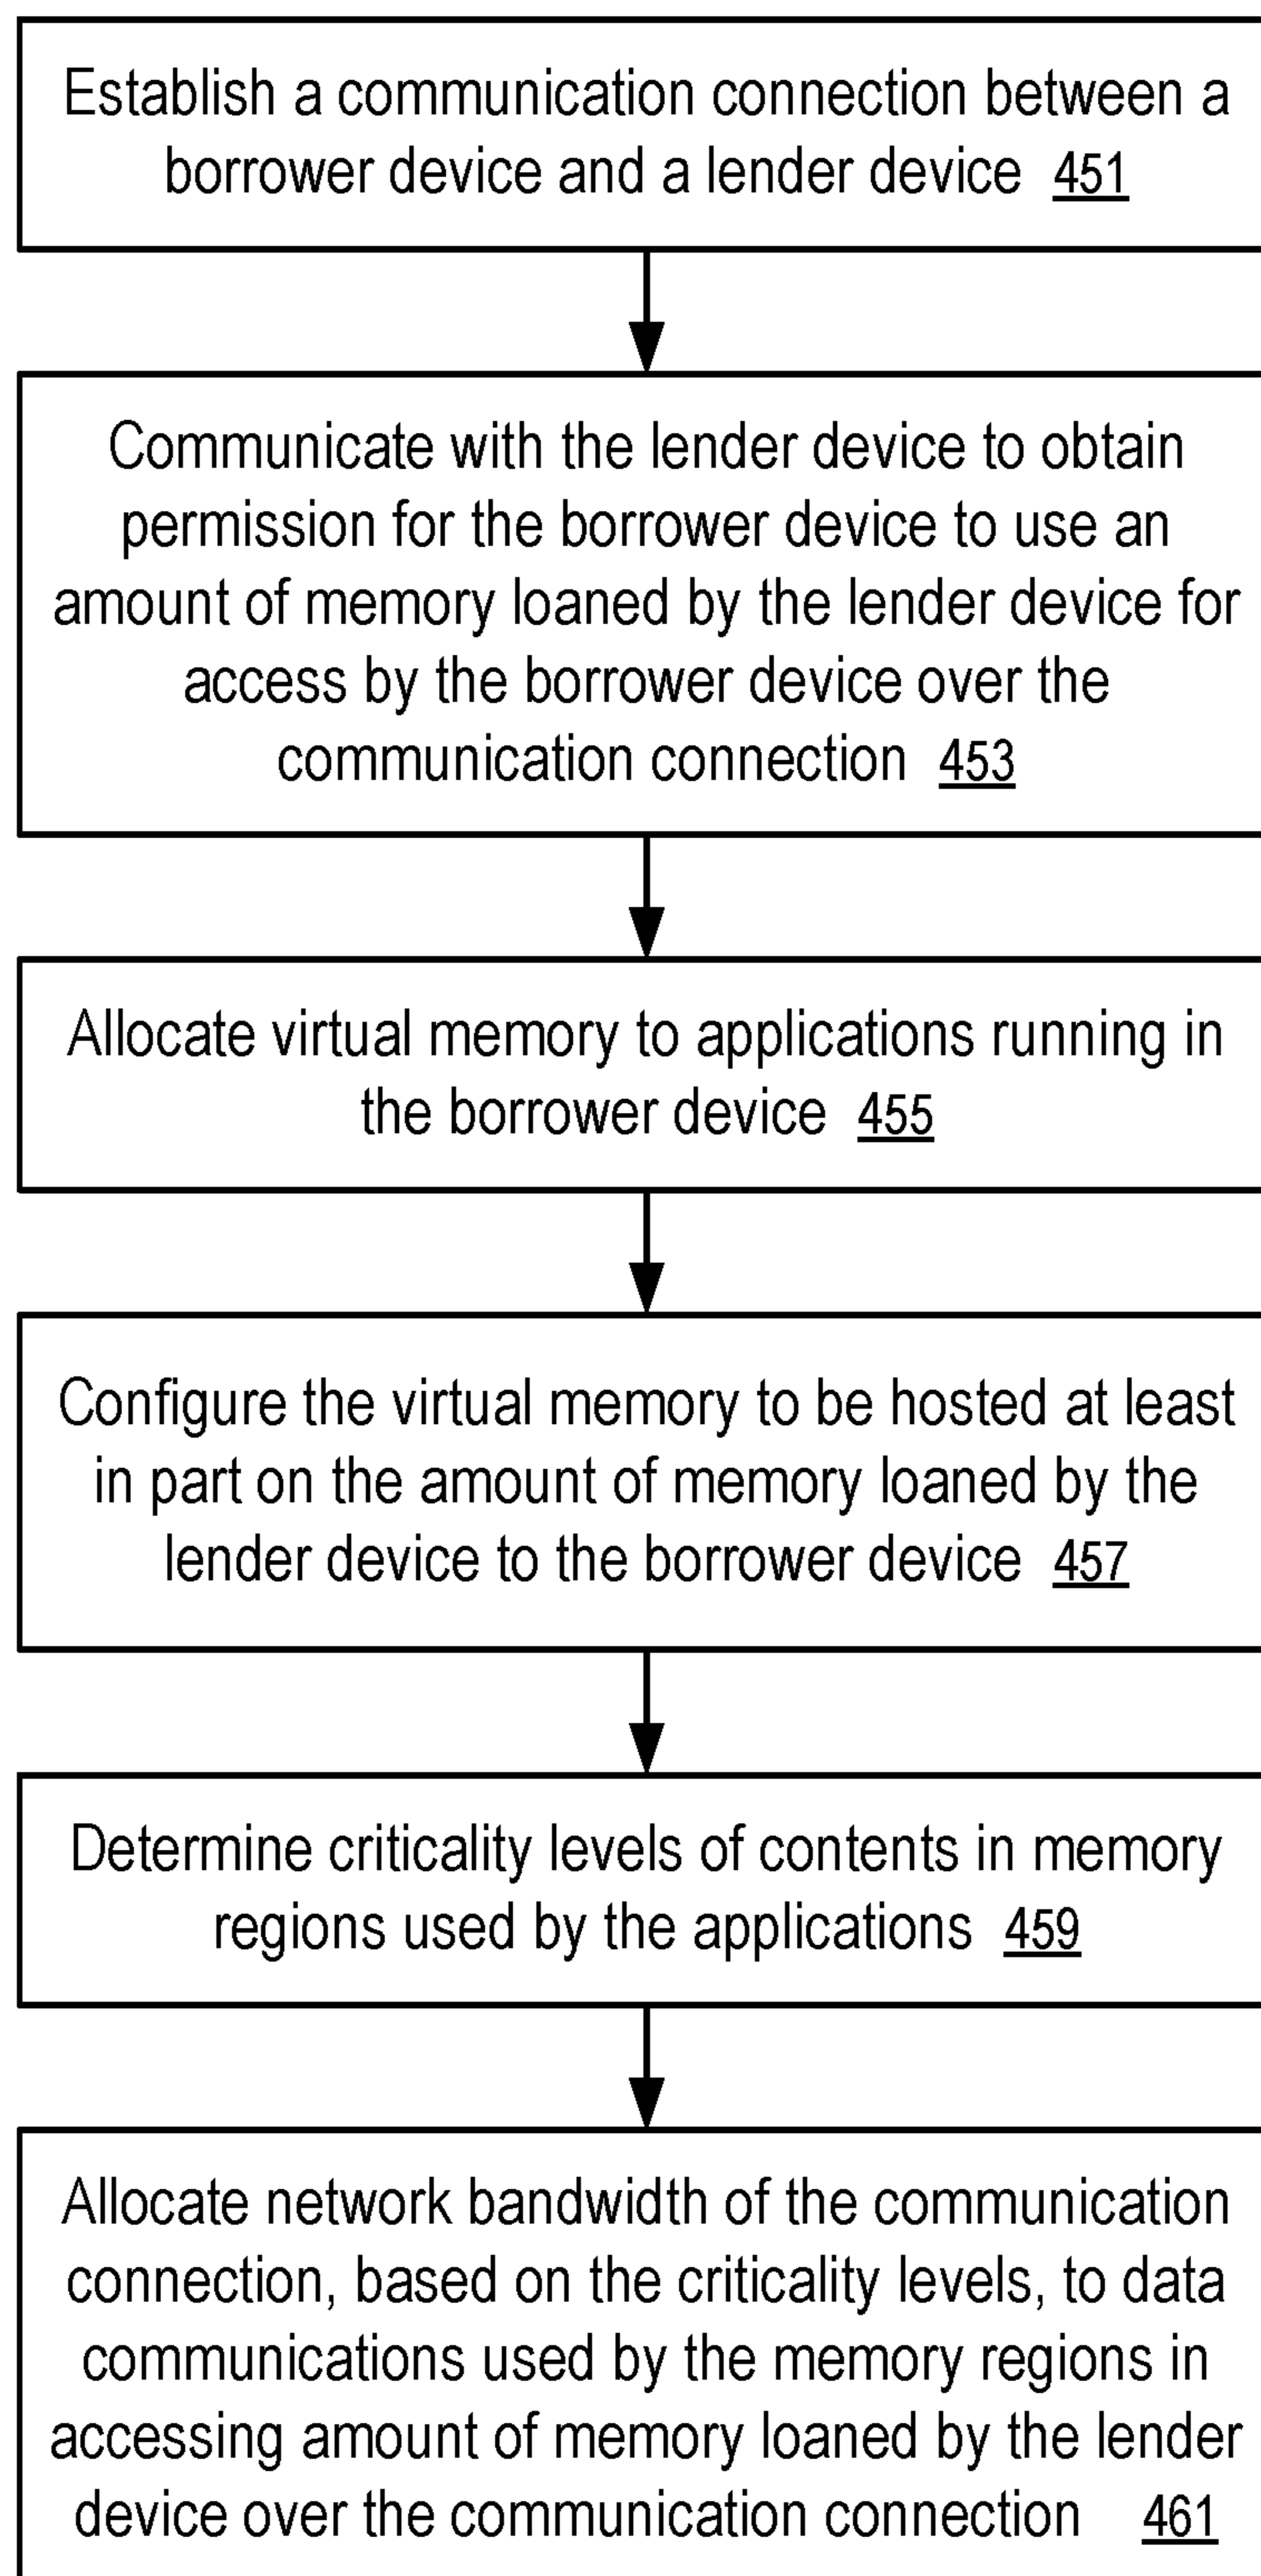 Establish a communication connection between a
borrower device and a lender device 451
Communicate with the lender device to obtain
permission for the borrower device to use an
amount of memory loaned by the lender device for
access by the borrower device over the
communication connection 453
Allocate virtual memory to applications running in
the borrower device 455
Configure the virtual memory to be hosted at least
in part on the amount of memory loaned by the
lender device to the borrower device 457
Determine criticality levels of contents in memory
regions used by the applications 459
Allocate network bandwidth of the communication
connection, based on the criticality levels, to data
communications used by the memory regions in
accessing amount of memory loaned by the lender
device over the communication connection 461